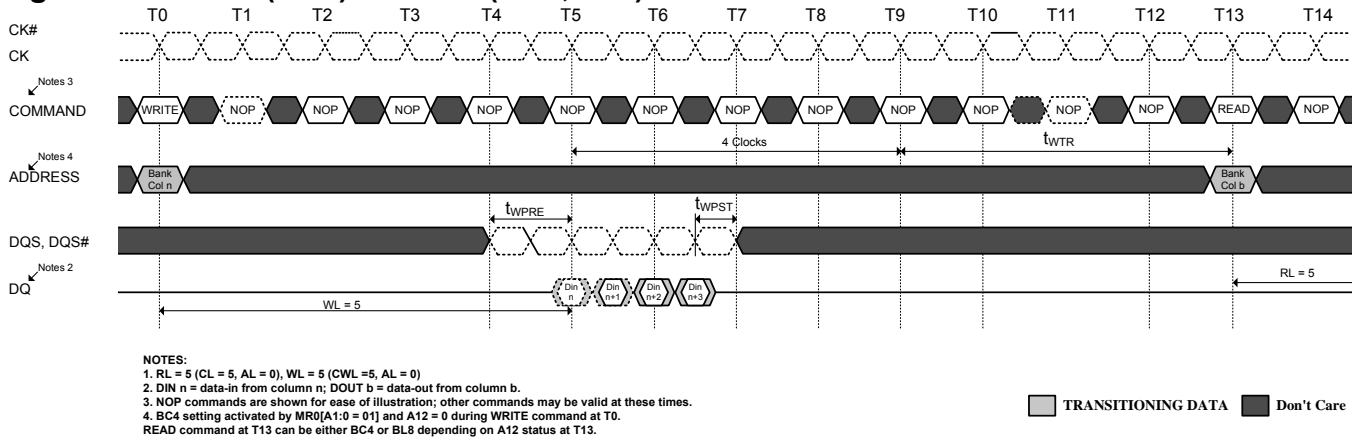 T0 T1 T2 T3 T4 T5 T6 T7 T8 T9 T10 T11 T12 T13 T14
CK#
CK
Notes 3
COMMAND
WRITE NOP NOP NOP NOP NOP NOP NOP NOP NOP NOP NOP NOP READ NOP
4 Clocks tWTR
Notes 4
ADDRESS
Bank Bank
Col n Col b
tWPRE tWPST
DQS, DQS#
Notes 2
DQ
Din Din Din Din
n n+1 n+2 n+3
RL = 5
WL = 5
NOTES:
1. RL = 5 (CL = 5, AL = 0), WL = 5 (CWL =5, AL = 0)
2. DIN n = data-in from column n; DOUT b = data-out from column b.
3. NOP commands are shown for ease of illustration; other commands may be valid at these times.
4. BC4 setting activated by MR0[A1:0 = 01] and A12 = 0 during WRITE command at T0.
READ command at T13 can be either BC4 or BL8 depending on A12 status at T13.
TRANSITIONING DATA Don't Care